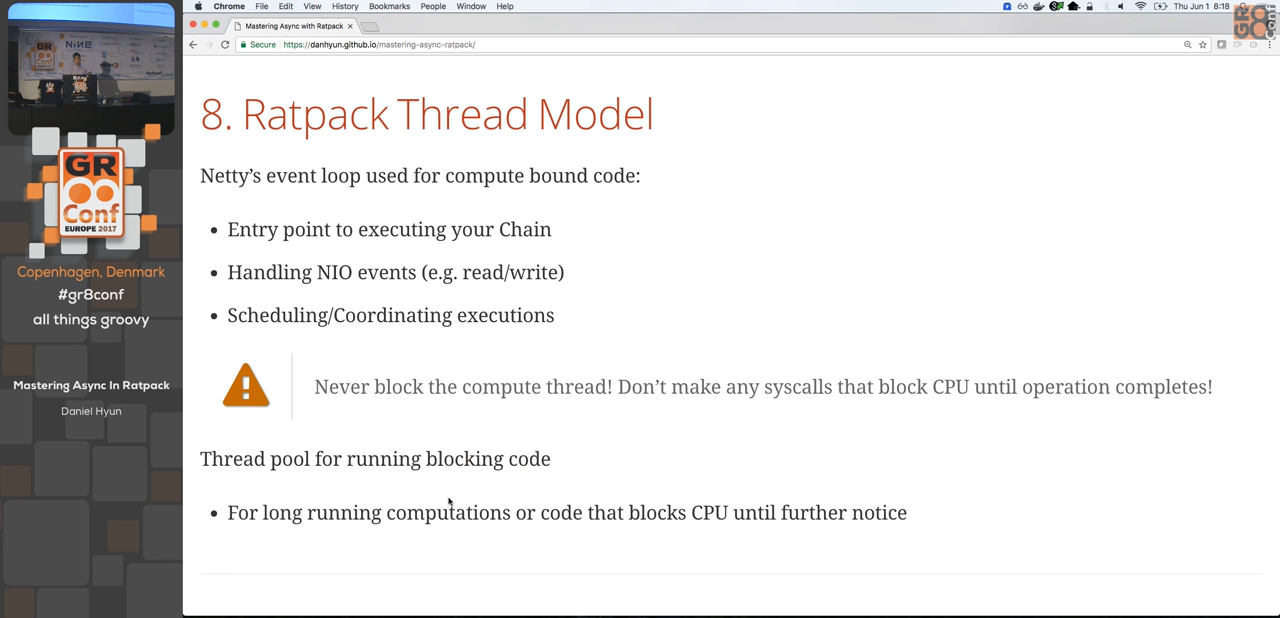 Chrome File Edit View History Bookmarks People Window Help
Thu Jun 1 8:18
Mastering Async with Ratpack
Secure https://danhyun.github.io/mastering-async-ratpack/
8. Ratpack Thread Model
Netty’s event loop used for compute bound code:
• Entry point to executing your Chain
• Handling NIO events (e.g. read/write)
• Scheduling/Coordinating executions
Never block the compute thread! Don’t make any syscalls that block CPU until operation completes!
Thread pool for running blocking code
• For long running computations or code that blocks CPU until further notice
GR
Conf
EUROPE 2017
Copenhagen, Denmark
#gr8conf
all things groovy
Mastering Async In Ratpack
Daniel Hyun